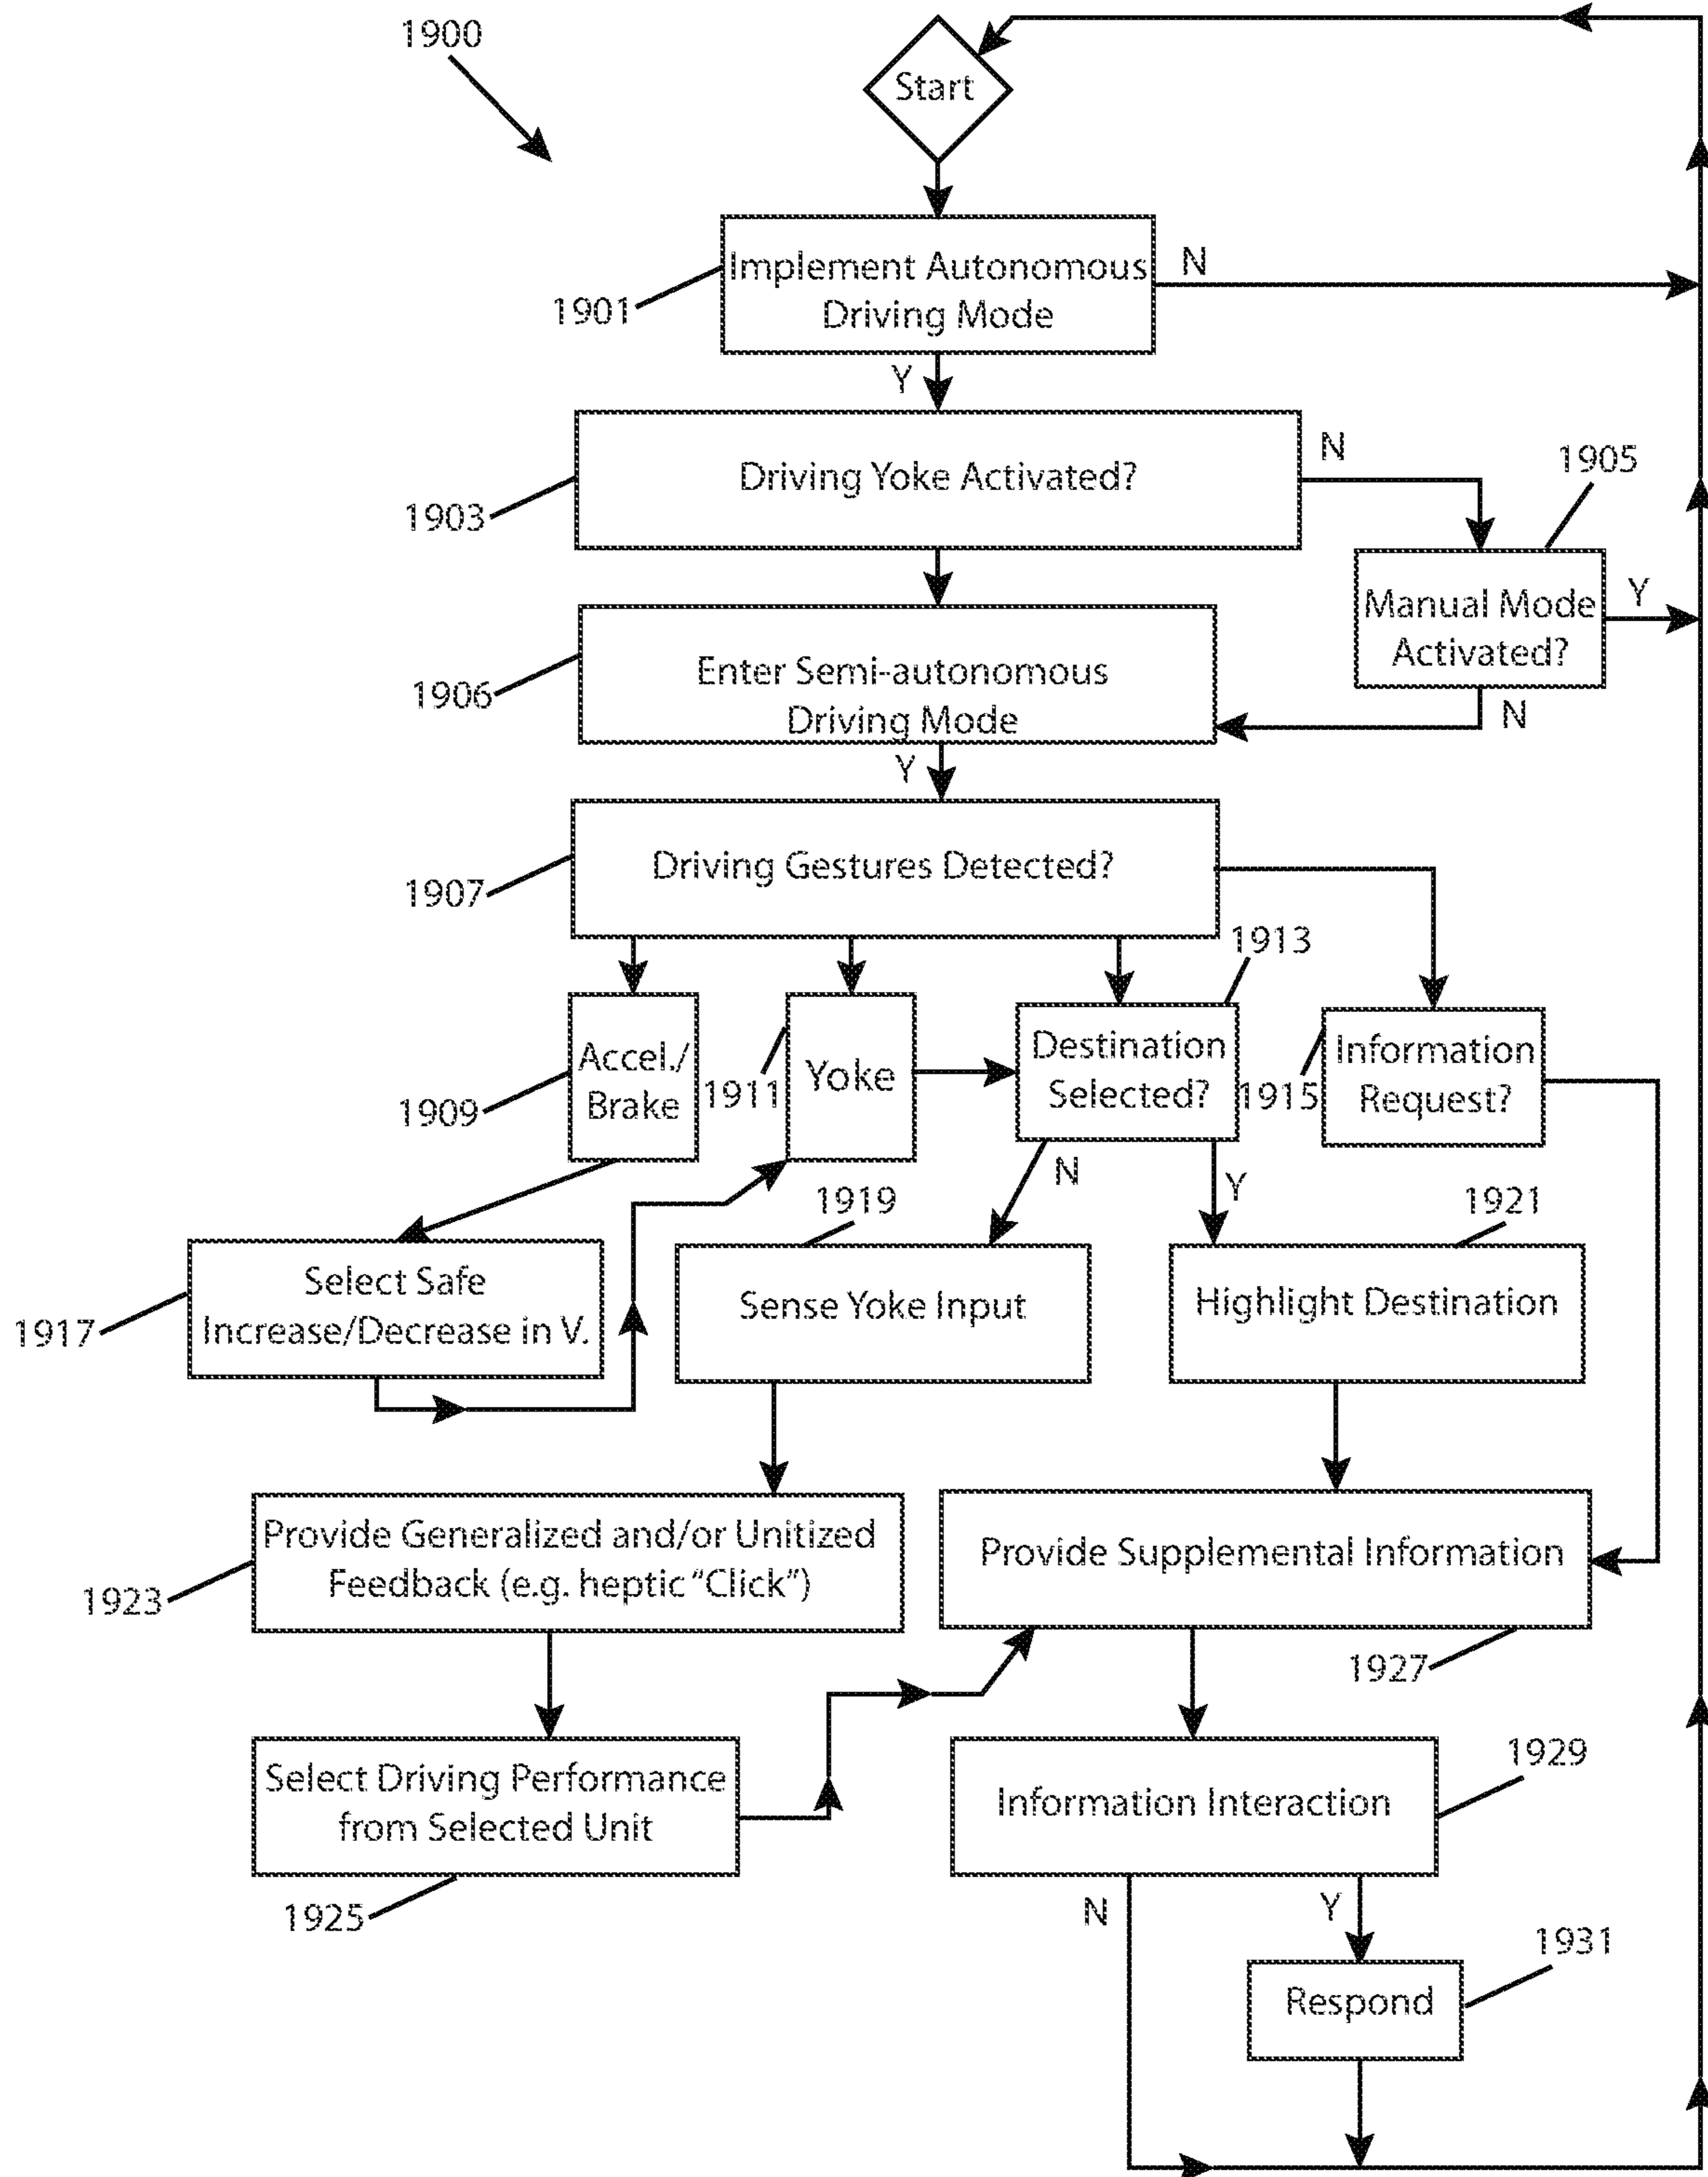 1900
Start
Implement Autonomous
Driving Mode
N
1901
Y
Driving Yoke Activated?
N
1903
1905
Manual Mode
Activated?
Y
N
Enter Semi-autonomous
Driving Mode
1906
Y
Driving Gestures Detected?
1907
1913
Accel./
Brake
1909
1911
Yoke
Destination
Selected?
1915
Information
Request?
N
Y
1919
1921
Select Safe
Increase/Decrease in V.
1917
Sense Yoke Input
Highlight Destination
Provide Generalized and/or Unitized
Feedback (e.g. heptic “Click”)
1923
Provide Supplemental Information
1927
Select Driving Performance
from Selected Unit
1925
Information Interaction
1929
N
Y
1931
Respond